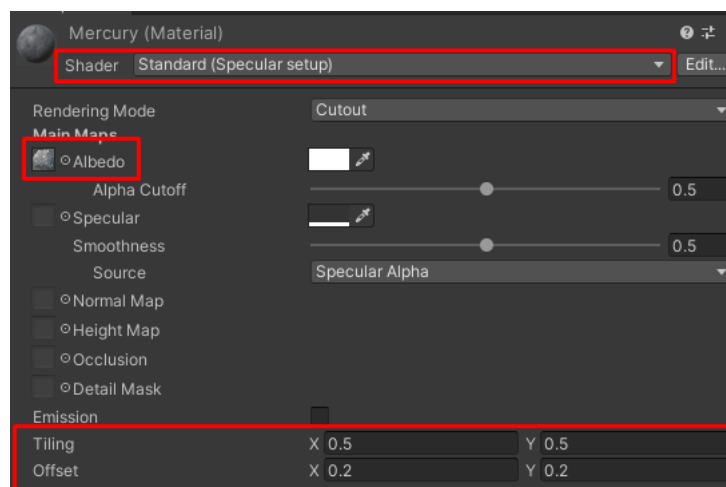 Mercury (Material)
Shader Standard (Specular setup) Edit...
Rendering Mode Cutout
Main Maps
Albedo
Alpha Cutoff 0.5
Specular
Smoothness 0.5
Source Specular Alpha
Normal Map
Height Map
Occlusion
Detail Mask
Emission
Tiling X 0.5 Y 0.5
Offset X 0.2 Y 0.2